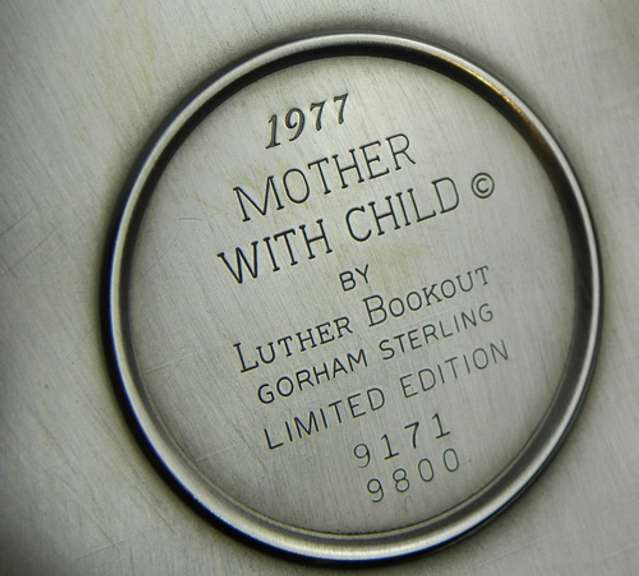 1977
MOTHER
WITH CHILD ©
BY
LUTHER BOOKOUT
GORHAM STERLING
LIMITED EDITION
9171
9800